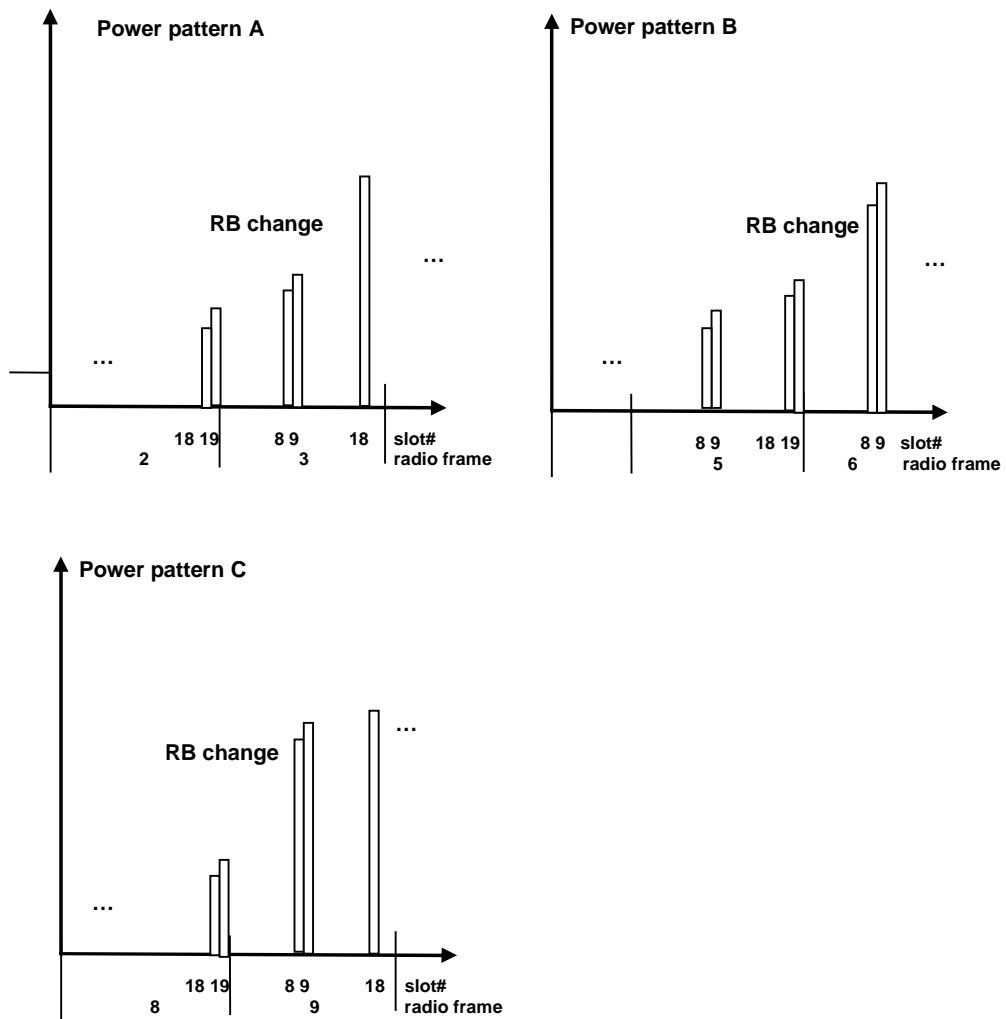 Power pattern A
RB change
...
...
18 19 8 9 18 slot#
2 3 radio frame
Power pattern B
RB change
...
...
8 9 18 19 8 9 slot#
5 6 radio frame
Power pattern C
...
RB change
...
18 19 8 9 18 slot#
8 9 radio frame